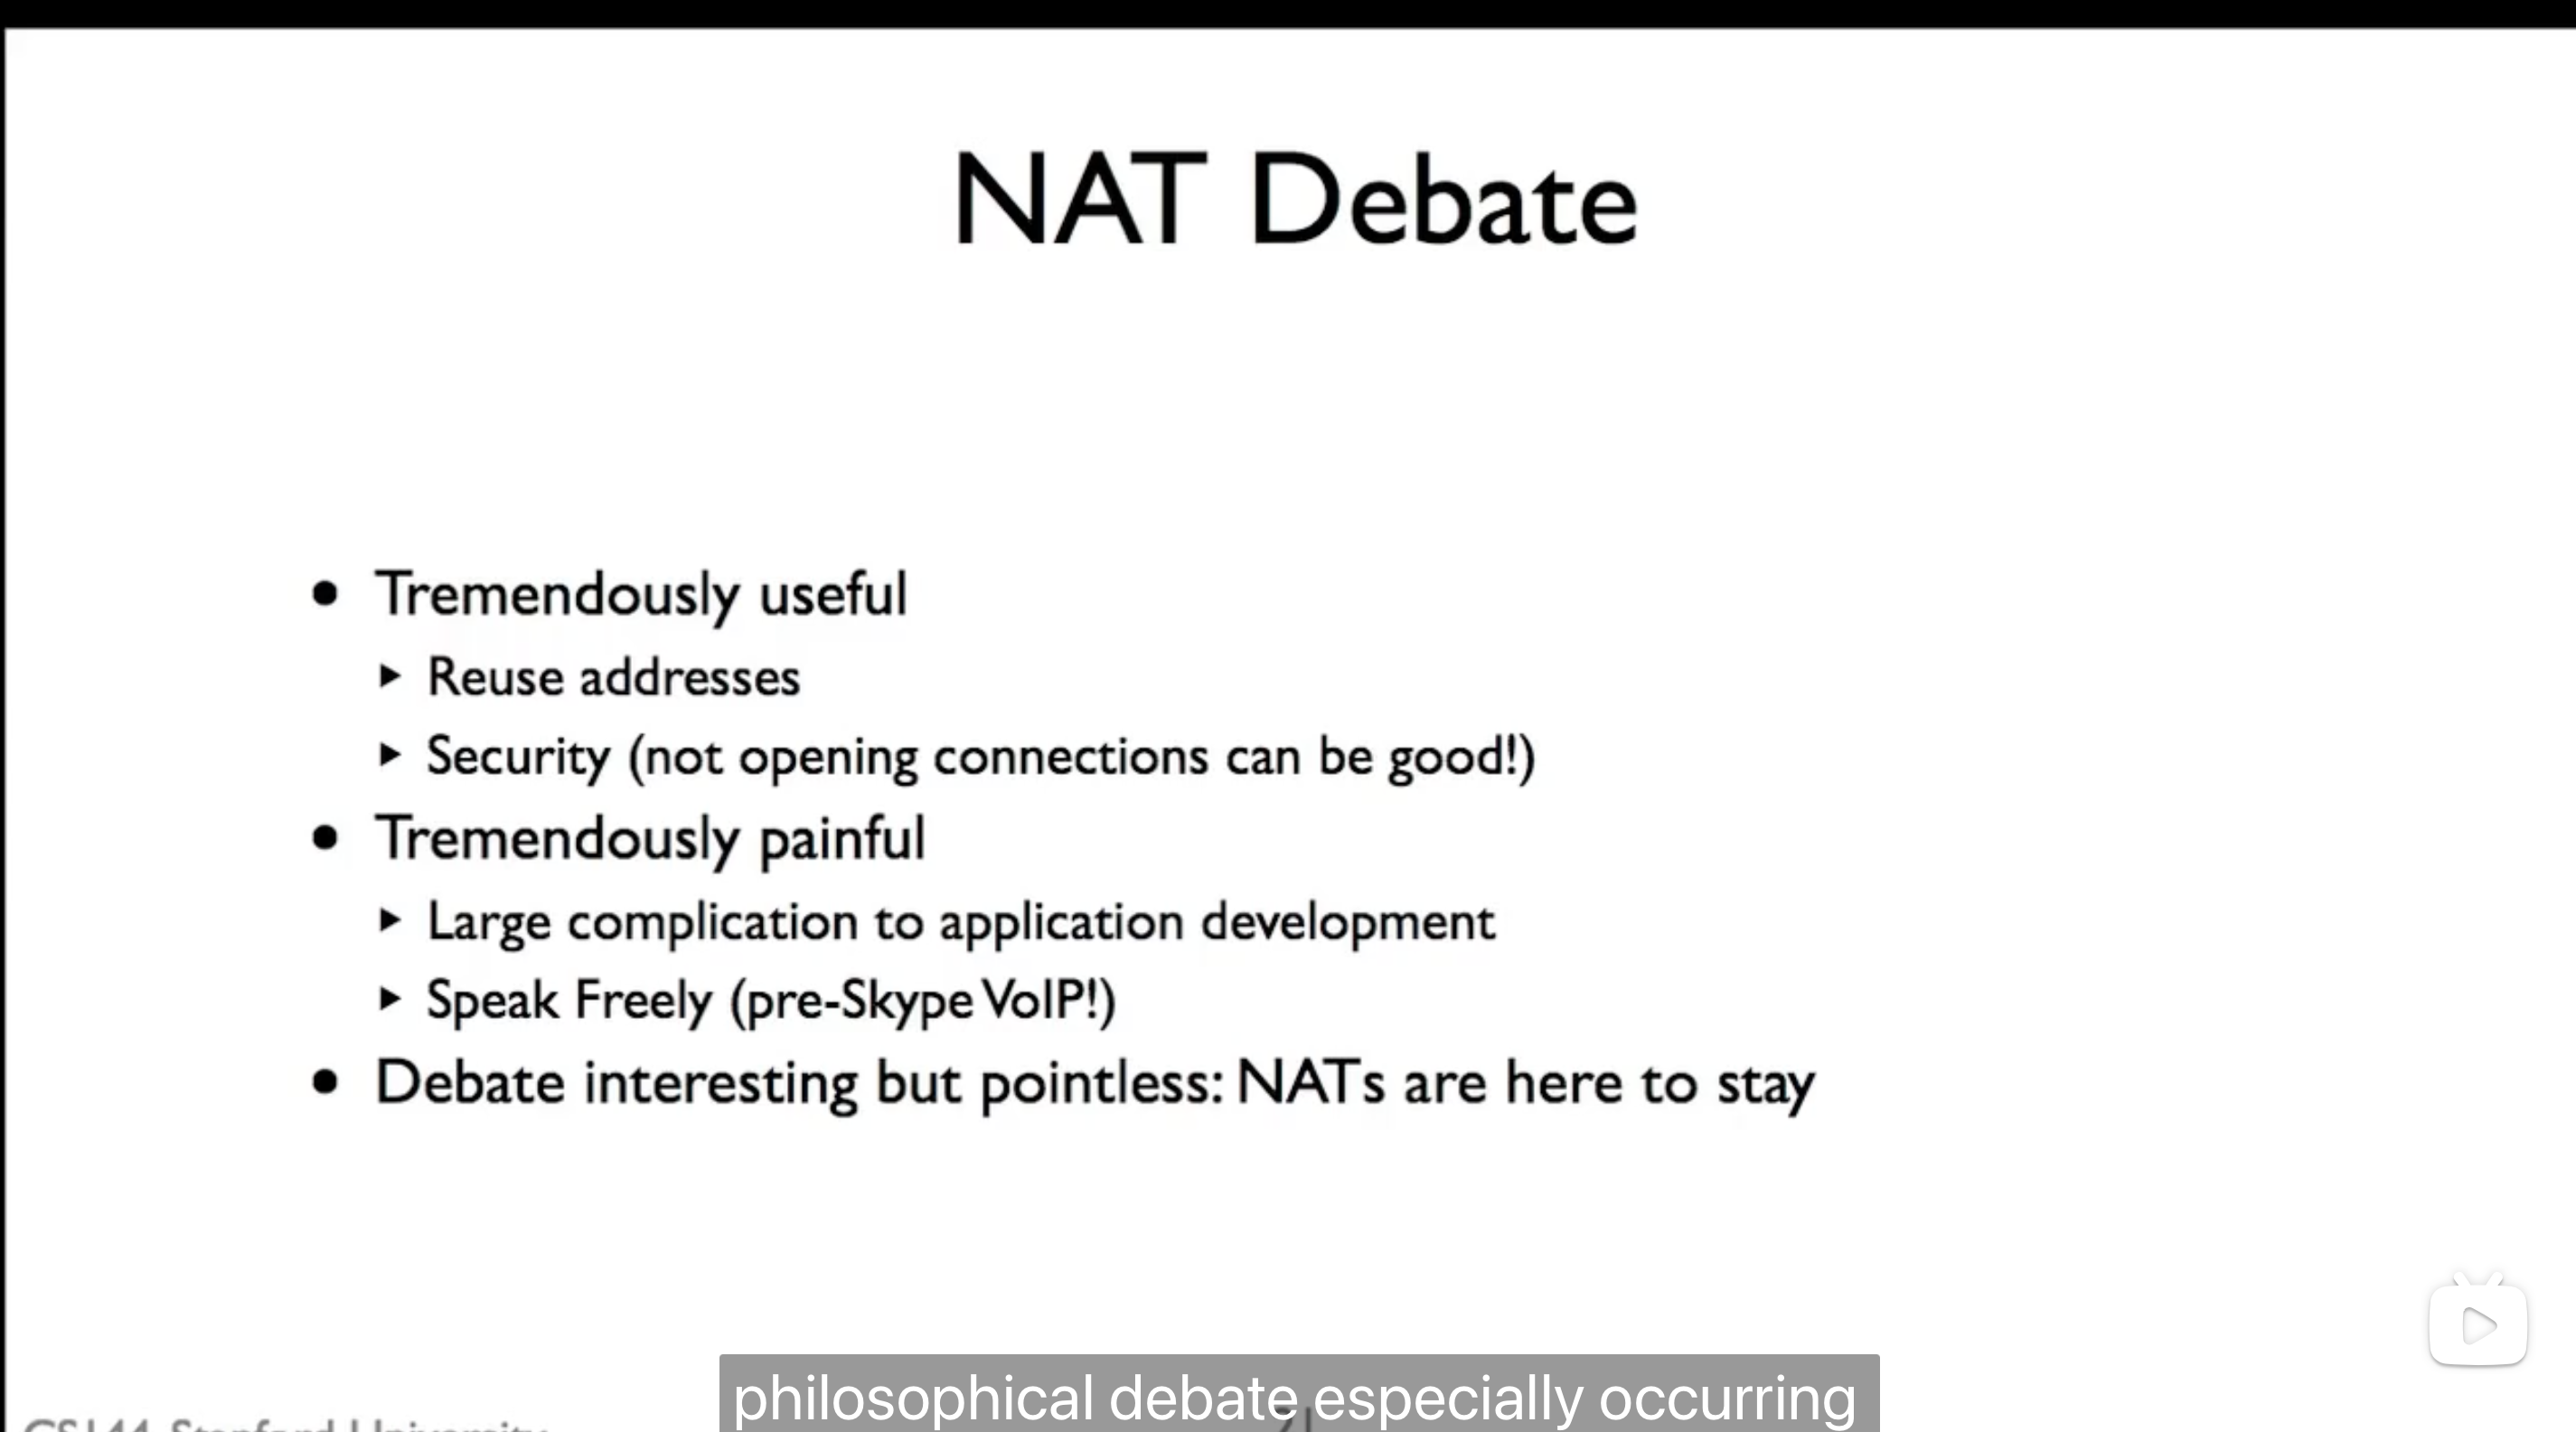 NAT Debate
• Tremendously useful
▸ Reuse addresses
▸ Security (not opening connections can be good!)
• Tremendously painful
▸ Large complication to application development
▸ Speak Freely (pre-Skype VoIP!)
• Debate interesting but pointless: NATs are here to stay
philosophical debate especially occurring
CS144, Stanford University